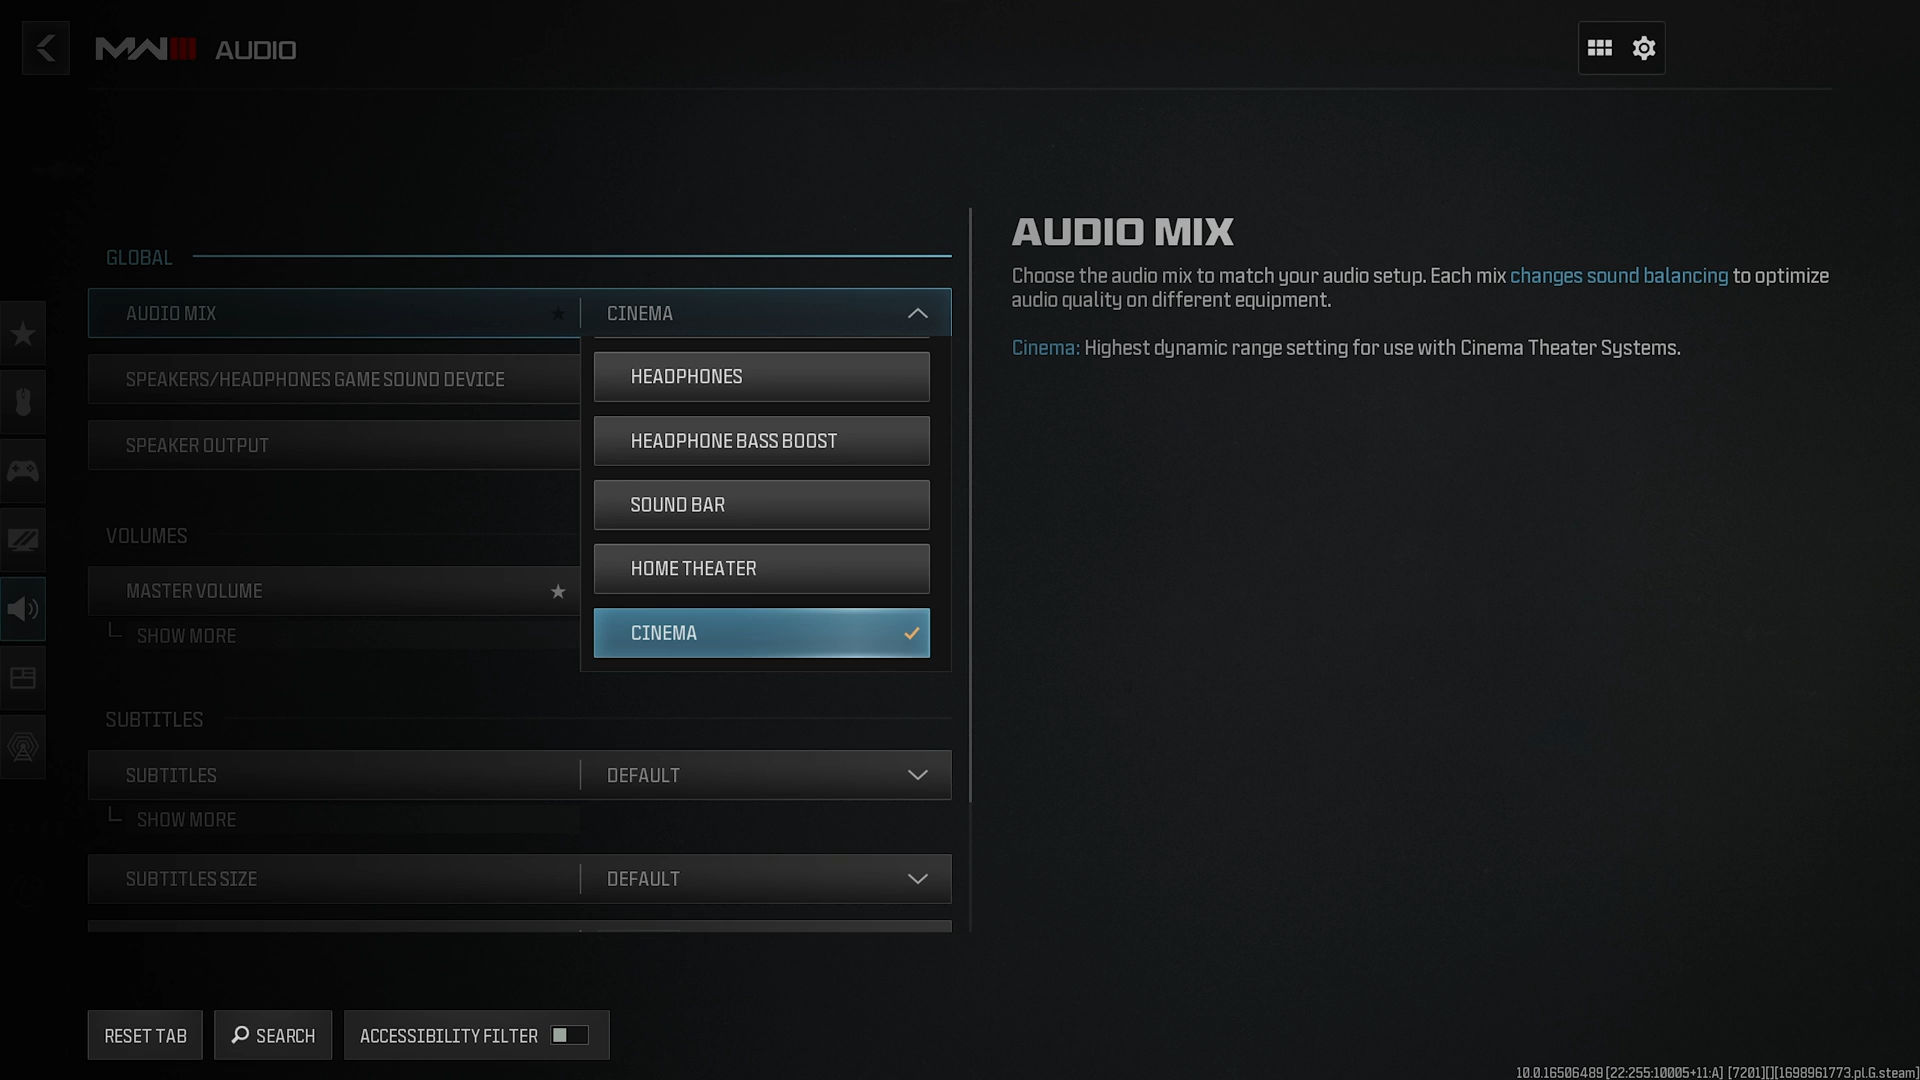 MWIII AUDIO
GLOBAL
AUDIO MIX
CINEMA
HEADPHONES
HEADPHONE BASS BOOST
SOUND BAR
HOME THEATER
CINEMA
SPEAKERS/HEADPHONES GAME SOUND DEVICE
SPEAKER OUTPUT
VOLUMES
MASTER VOLUME
SHOW MORE
SUBTITLES
SUBTITLES
DEFAULT
SHOW MORE
SUBTITLES SIZE
DEFAULT
AUDIO MIX
Choose the audio mix to match your audio setup. Each mix changes sound balancing to optimize
audio quality on different equipment.
Cinema: Highest dynamic range setting for use with Cinema Theater Systems.
RESET TAB
SEARCH
ACCESSIBILITY FILTER
10.0.16506489 [22:255:10005+11:A] [7201][][1698961773.pl.G.steam]